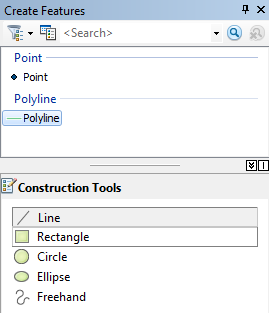 Create Features
<Search>
Point
Point
Polyline
Polyline
Construction Tools
Line
Rectangle
Circle
Ellipse
Freehand